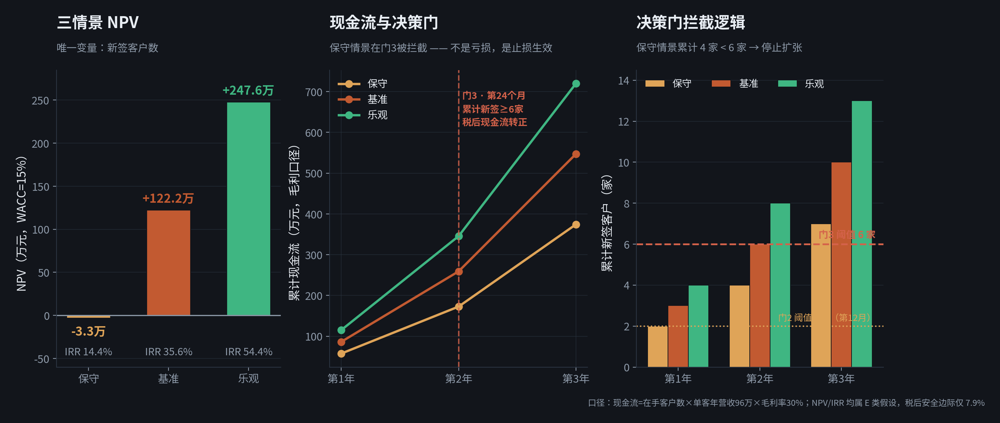 三情景 NPV
唯一变量：新签客户数
NPV（万元，WACC=15%）
250
200
150
100
50
0
-50
+247.6万
+122.2万
-3.3万
IRR 14.4%
IRR 35.6%
IRR 54.4%
保守
基准
乐观
现金流与决策门
保守情景在门3被拦截 —— 不是亏损，是止损生效
累计现金流（万元，毛利口径）
700
600
500
400
300
200
100
保守
基准
乐观
门3 · 第24个月
累计新签≥6家
税后现金流转正
第1年
第2年
第3年
决策门拦截逻辑
保守情景累计 4 家 < 6 家 → 停止扩张
累计新签客户（家）
14
12
10
8
6
4
2
0
保守
基准
乐观
门3 阈值 6 家
门2 阈值 （第12月）
第1年
第2年
第3年
口径：现金流=在手客户数×单客年营收96万×毛利率30%；NPV/IRR 均属 E 类假设，税后安全边际仅 7.9%